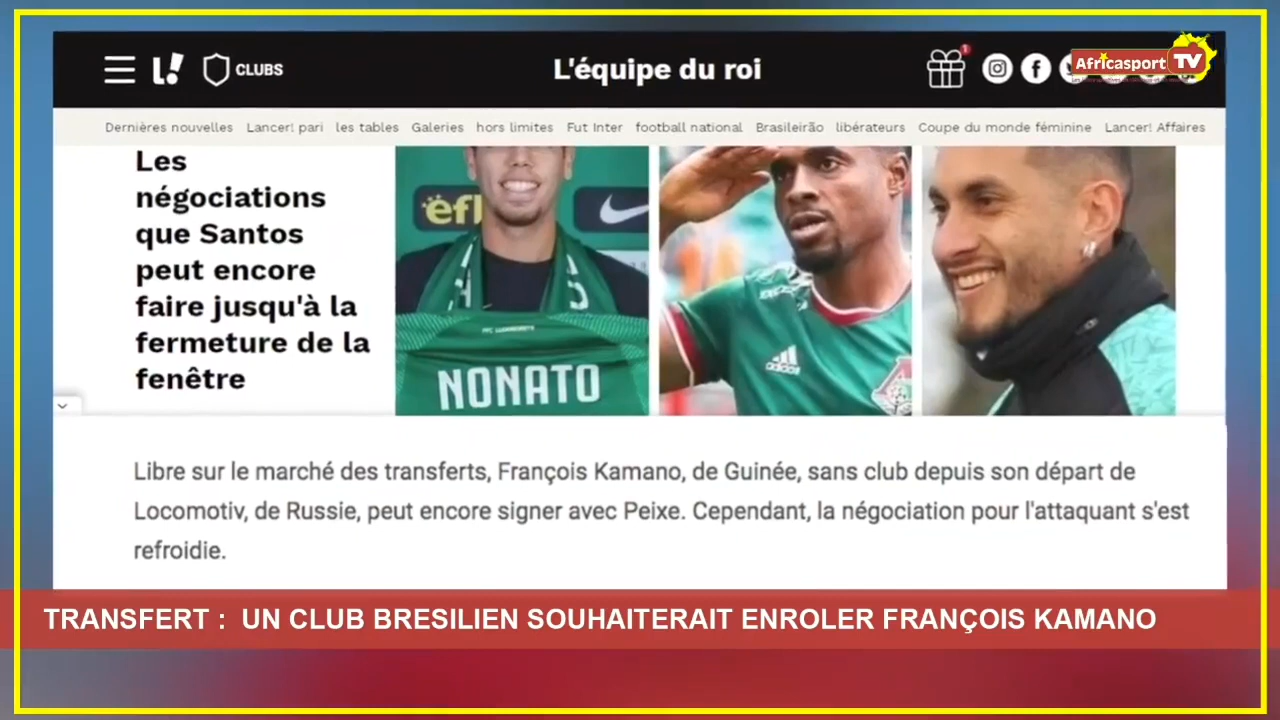 L! CLUBS L'équipe du roi 1
Africasport TV
Dernières nouvelles Lancer! pari les tables Galeries hors limites Fut Inter football national Brasileirão libérateurs Coupe du monde féminine Lancer! Affaires
Les
négociations
que Santos
peut encore
faire jusqu'à la
fermeture de la
fenêtre
efl
NONATO
adidas
Libre sur le marché des transferts, François Kamano, de Guinée, sans club depuis son départ de
Locomotiv, de Russie, peut encore signer avec Peixe. Cependant, la négociation pour l'attaquant s'est
refroidie.
TRANSFERT : UN CLUB BRESILIEN SOUHAITERAIT ENROLER FRANÇOIS KAMANO